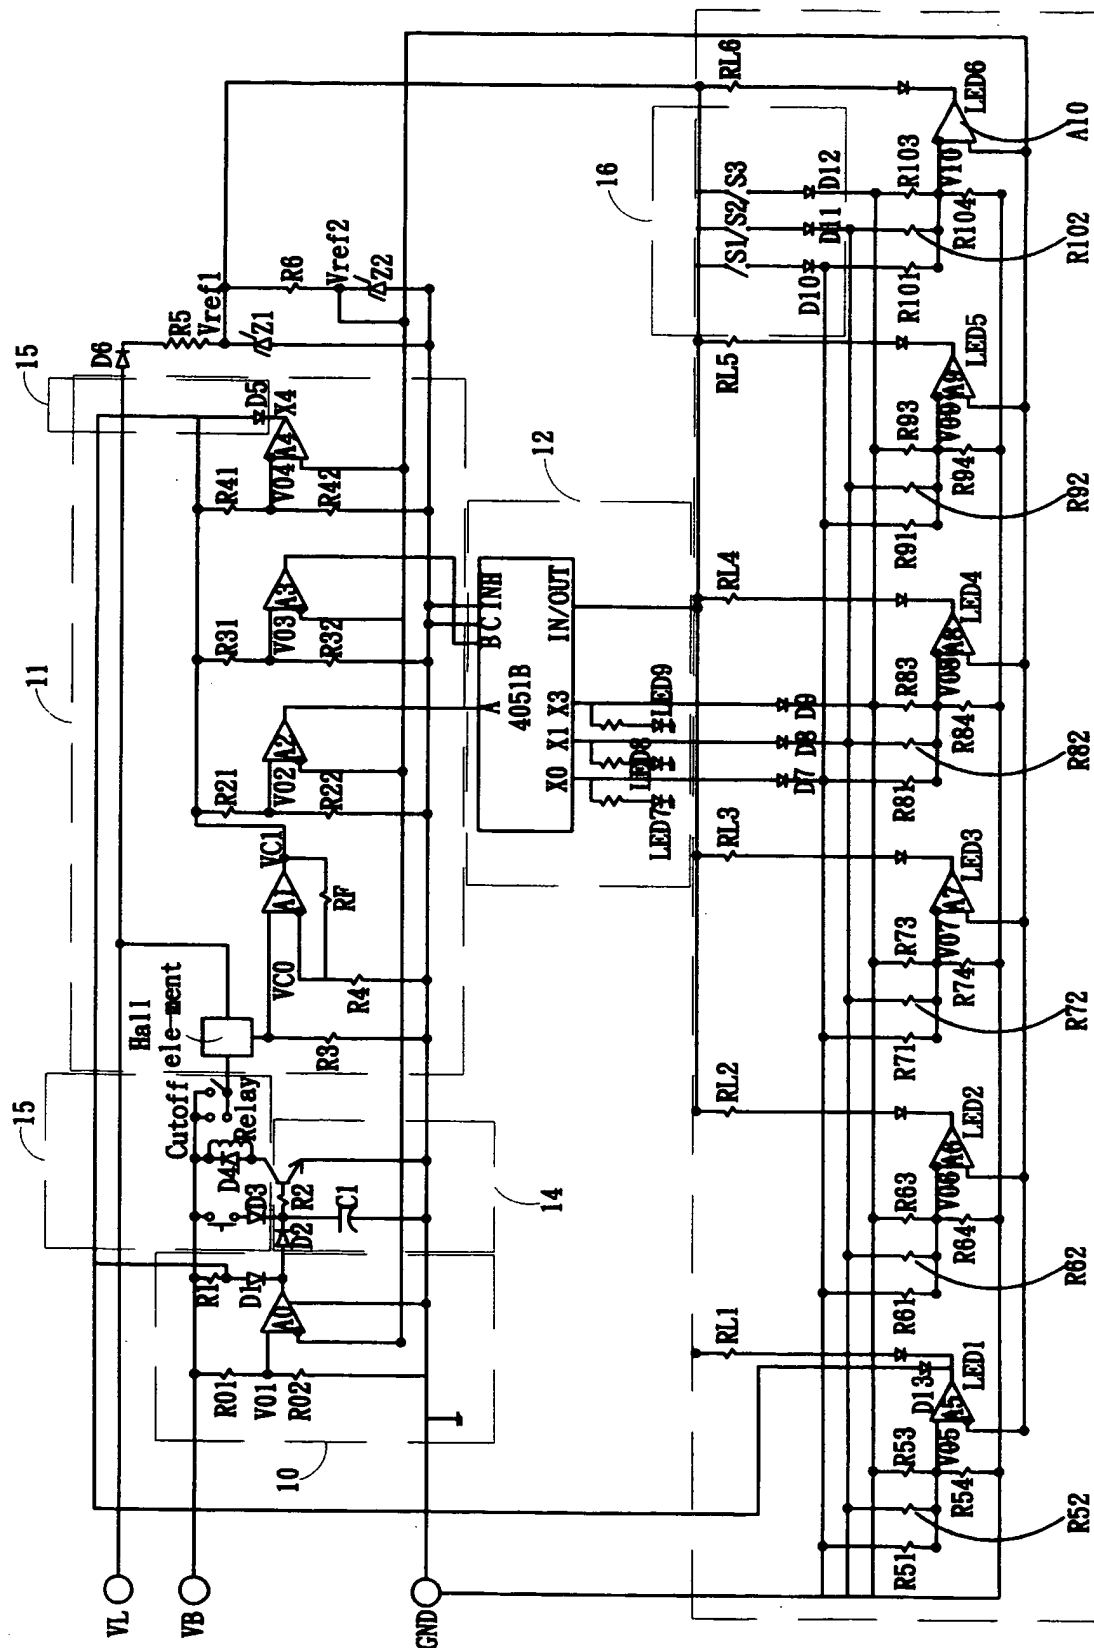 VL
VB
GND
15
11
15
D6
R5
Vref1
R6
Vref2
Z1
Z2
Cutoff
Relay
Hall
ele-ment
D4
D3
R2
D2
C1
14
R1
D1
A0
R01
V01
R02
10
R3
VC0
R4
A1
VC1
RF
R21
V02
R22
A2
R31
V03
R32
A3
R41
V04
R42
A4
D5
X4
12
A
B
C
INH
4051B
IN/OUT
X0
X1
X3
LED7
LED8
LED9
16
S1
S2
S3
D10
D11
D12
D7
D8
D9
RL1
RL2
RL3
RL4
RL5
RL6
R51
R52
R53
R54
V05
A5
D13
LED1
R61
R62
R63
R64
V06
A6
LED2
R71
R72
R73
R74
V07
A7
LED3
R81
R82
R83
R84
V08
A8
LED4
R91
R92
R93
R94
V09
A9
LED5
R101
R102
R103
R104
V10
A10
LED6